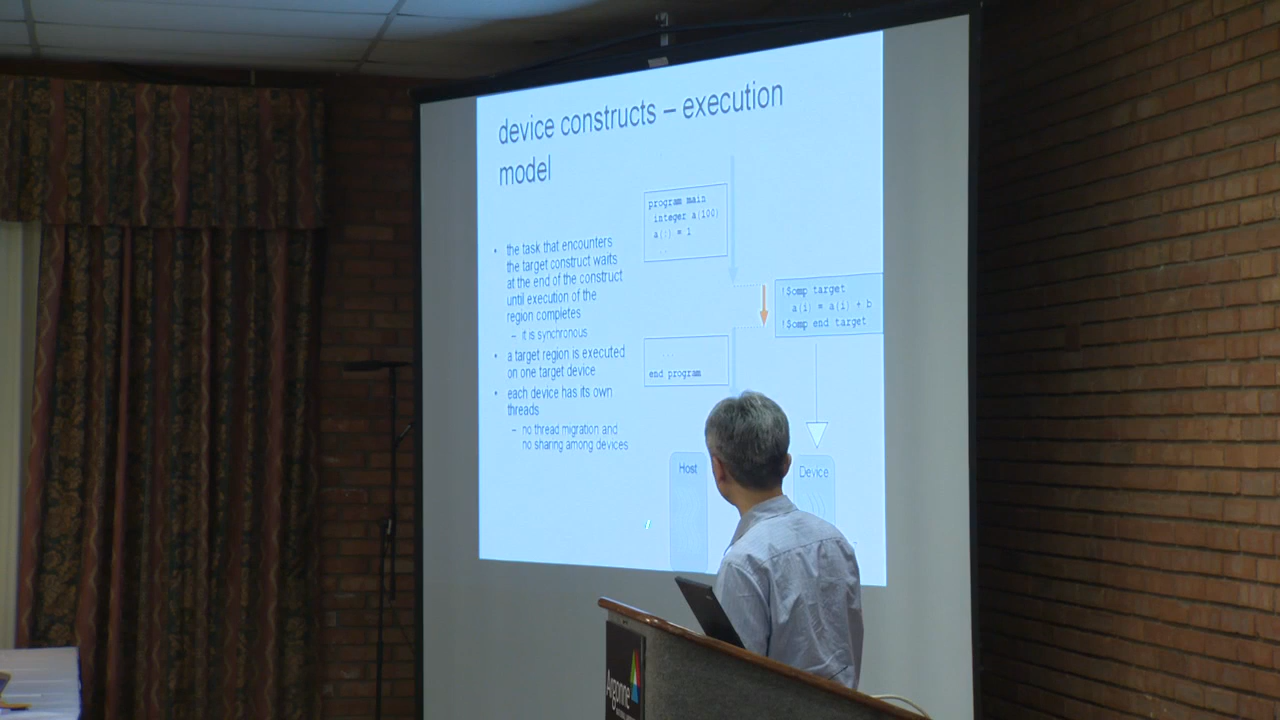 device constructs – execution
model
• the task that encounters
the target construct waits
at the end of the construct
until execution of the
region completes
– it is synchronous
• a target region is executed
on one target device
• each device has its own
threads
– no thread migration and
no sharing among devices
program main
integer a(100)
a(:) = 1
...
!$omp target
a(i) = a(i) + b
!$omp end target
...
end program
Host
Device
Argonne